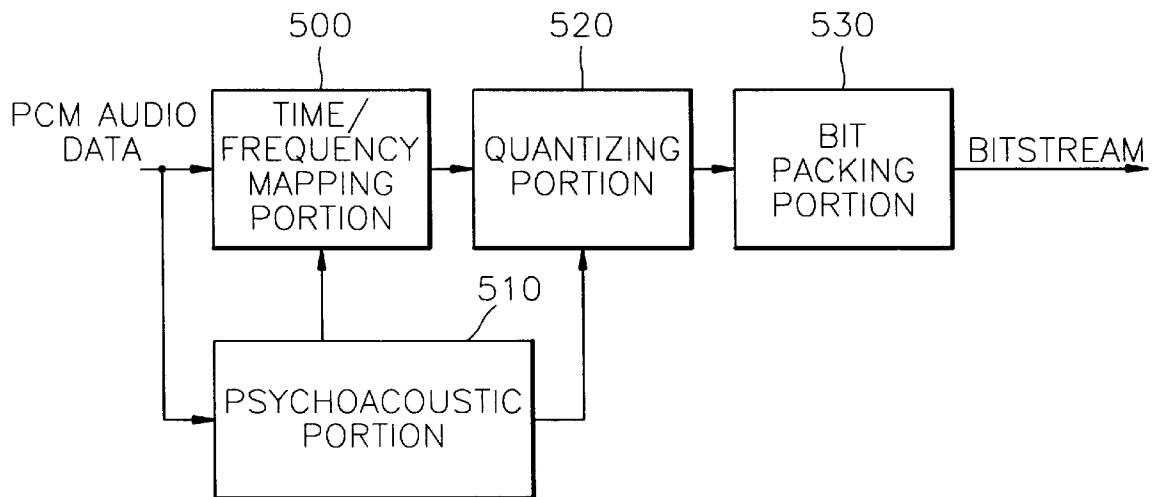 500
520
530
PCM AUDIO
DATA
TIME/
FREQUENCY
MAPPING
PORTION
QUANTIZING
PORTION
BIT
PACKING
PORTION
BITSTREAM
510
PSYCHOACOUSTIC
PORTION